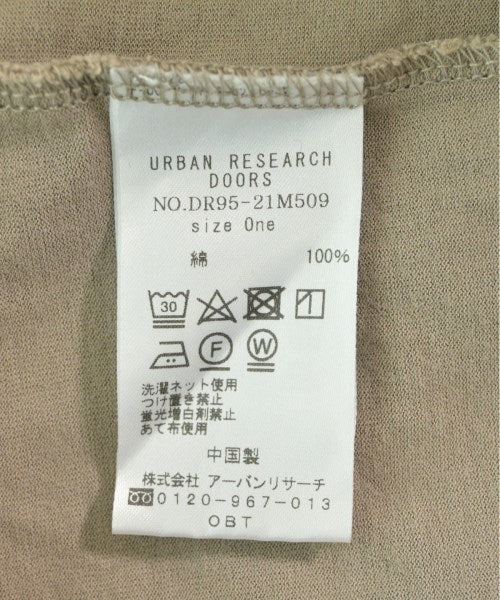 URBAN RESEARCH
DOORS
NO.DR95-21M509
size One
綿 100%
30
F W
洗濯ネット使用
つけ置き禁止
蛍光増白剤禁止
あて布使用
中国製
株式会社 アーバンリサーチ
0120-967-013
OBT